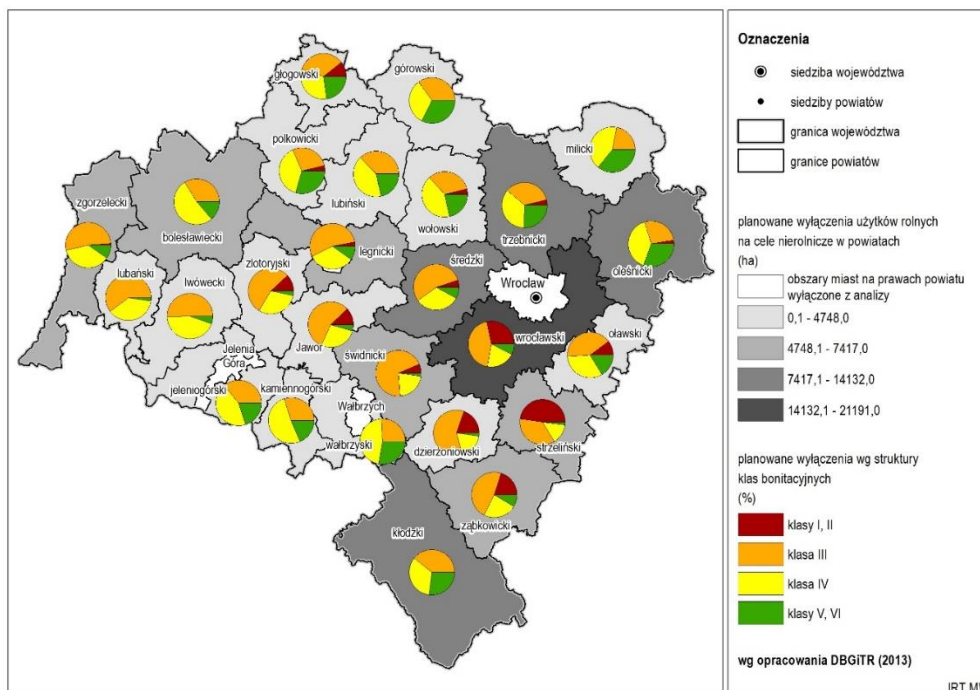 głogowski
górowski
polkowicki
milicki
zgorzelecki
lubiński
bolesławiecki
wołowski
trzebnicki
legnicki
oleśnicki
lubański
lwówecki
złotoryjski
średzki
Wrocław
wrocławski
oławski
Jawor
Jelenia
Góra
świdnicki
jeleniogórski
kamiennogórski
Wałbrzych
wałbrzyski
dzierżoniowski
strzeliński
ząbkowicki
kłodzki
Oznaczenia
siedziba województwa
siedziby powiatów
granica województwa
granice powiatów
planowane wyłączenia użytków rolnych
na cele nierolnicze w powiatach
(ha)
obszary miast na prawach powiatu
wyłączone z analizy
0,1 - 4748,0
4748,1 - 7417,0
7417,1 - 14132,0
14132,1 - 21191,0
planowane wyłączenia wg struktury
klas bonitacyjnych
(%)
klasy I, II
klasa III
klasa IV
klasy V, VI
wg opracowania DBGiTR (2013)